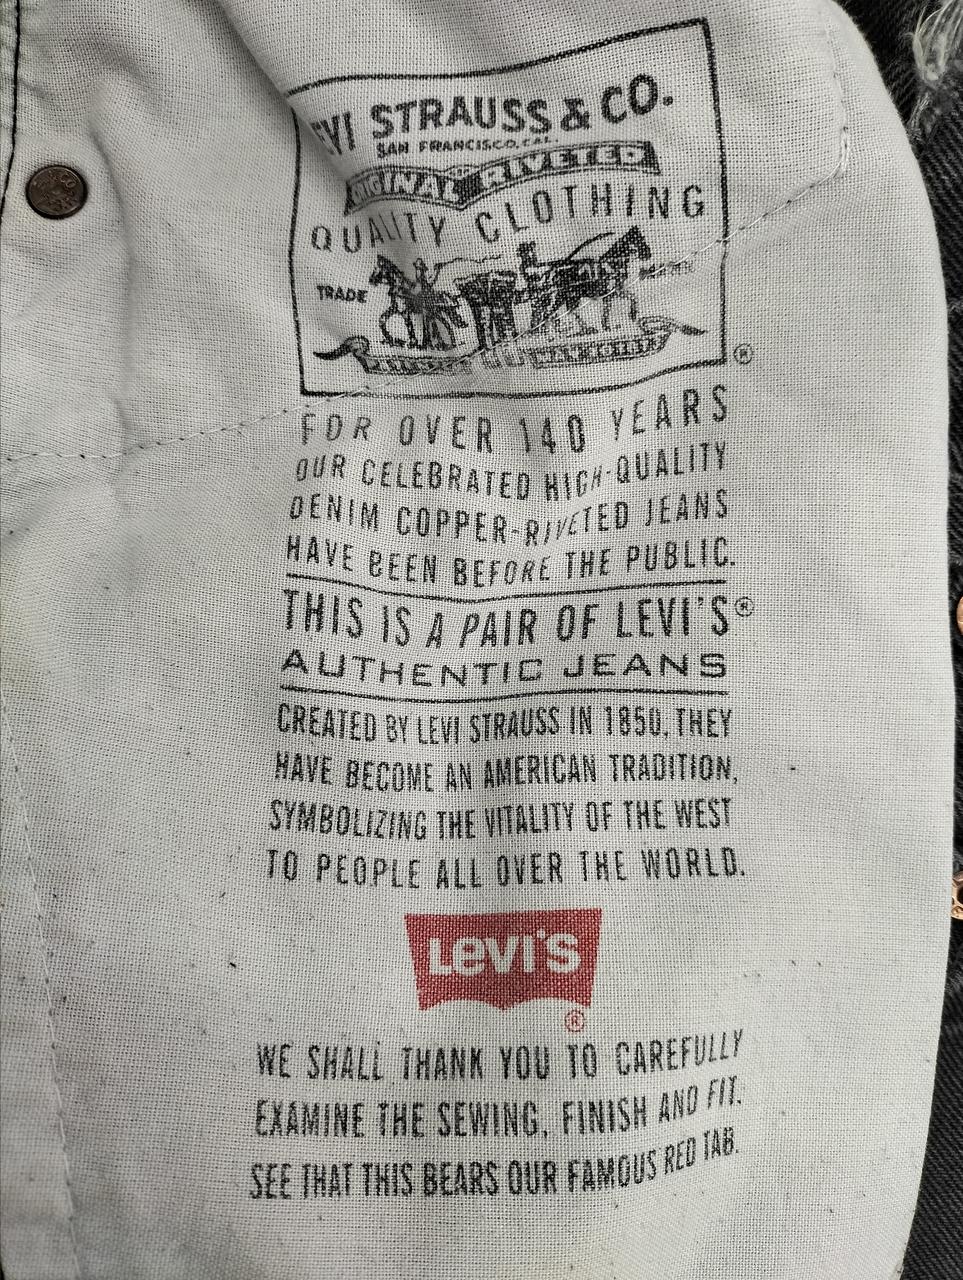 STRAUSS & CO.
SAN FRANCISCO, CAL.
ORIGINAL RIVETED
QUALITY CLOTHING
TRADE MARK
®
FOR OVER 140 YEARS
OUR CELEBRATED HIGH-QUALITY
DENIM COPPER-RIVETED JEANS
HAVE BEEN BEFORE THE PUBLIC.
THIS IS A PAIR OF LEVI'S®
AUTHENTIC JEANS
CREATED BY LEVI STRAUSS IN 1850, THEY
HAVE BECOME AN AMERICAN TRADITION,
SYMBOLIZING THE VITALITY OF THE WEST
TO PEOPLE ALL OVER THE WORLD.
LEVI'S
®
WE SHALL THANK YOU TO CAREFULLY
EXAMINE THE SEWING, FINISH AND FIT.
SEE THAT THIS BEARS OUR FAMOUS RED TAB.